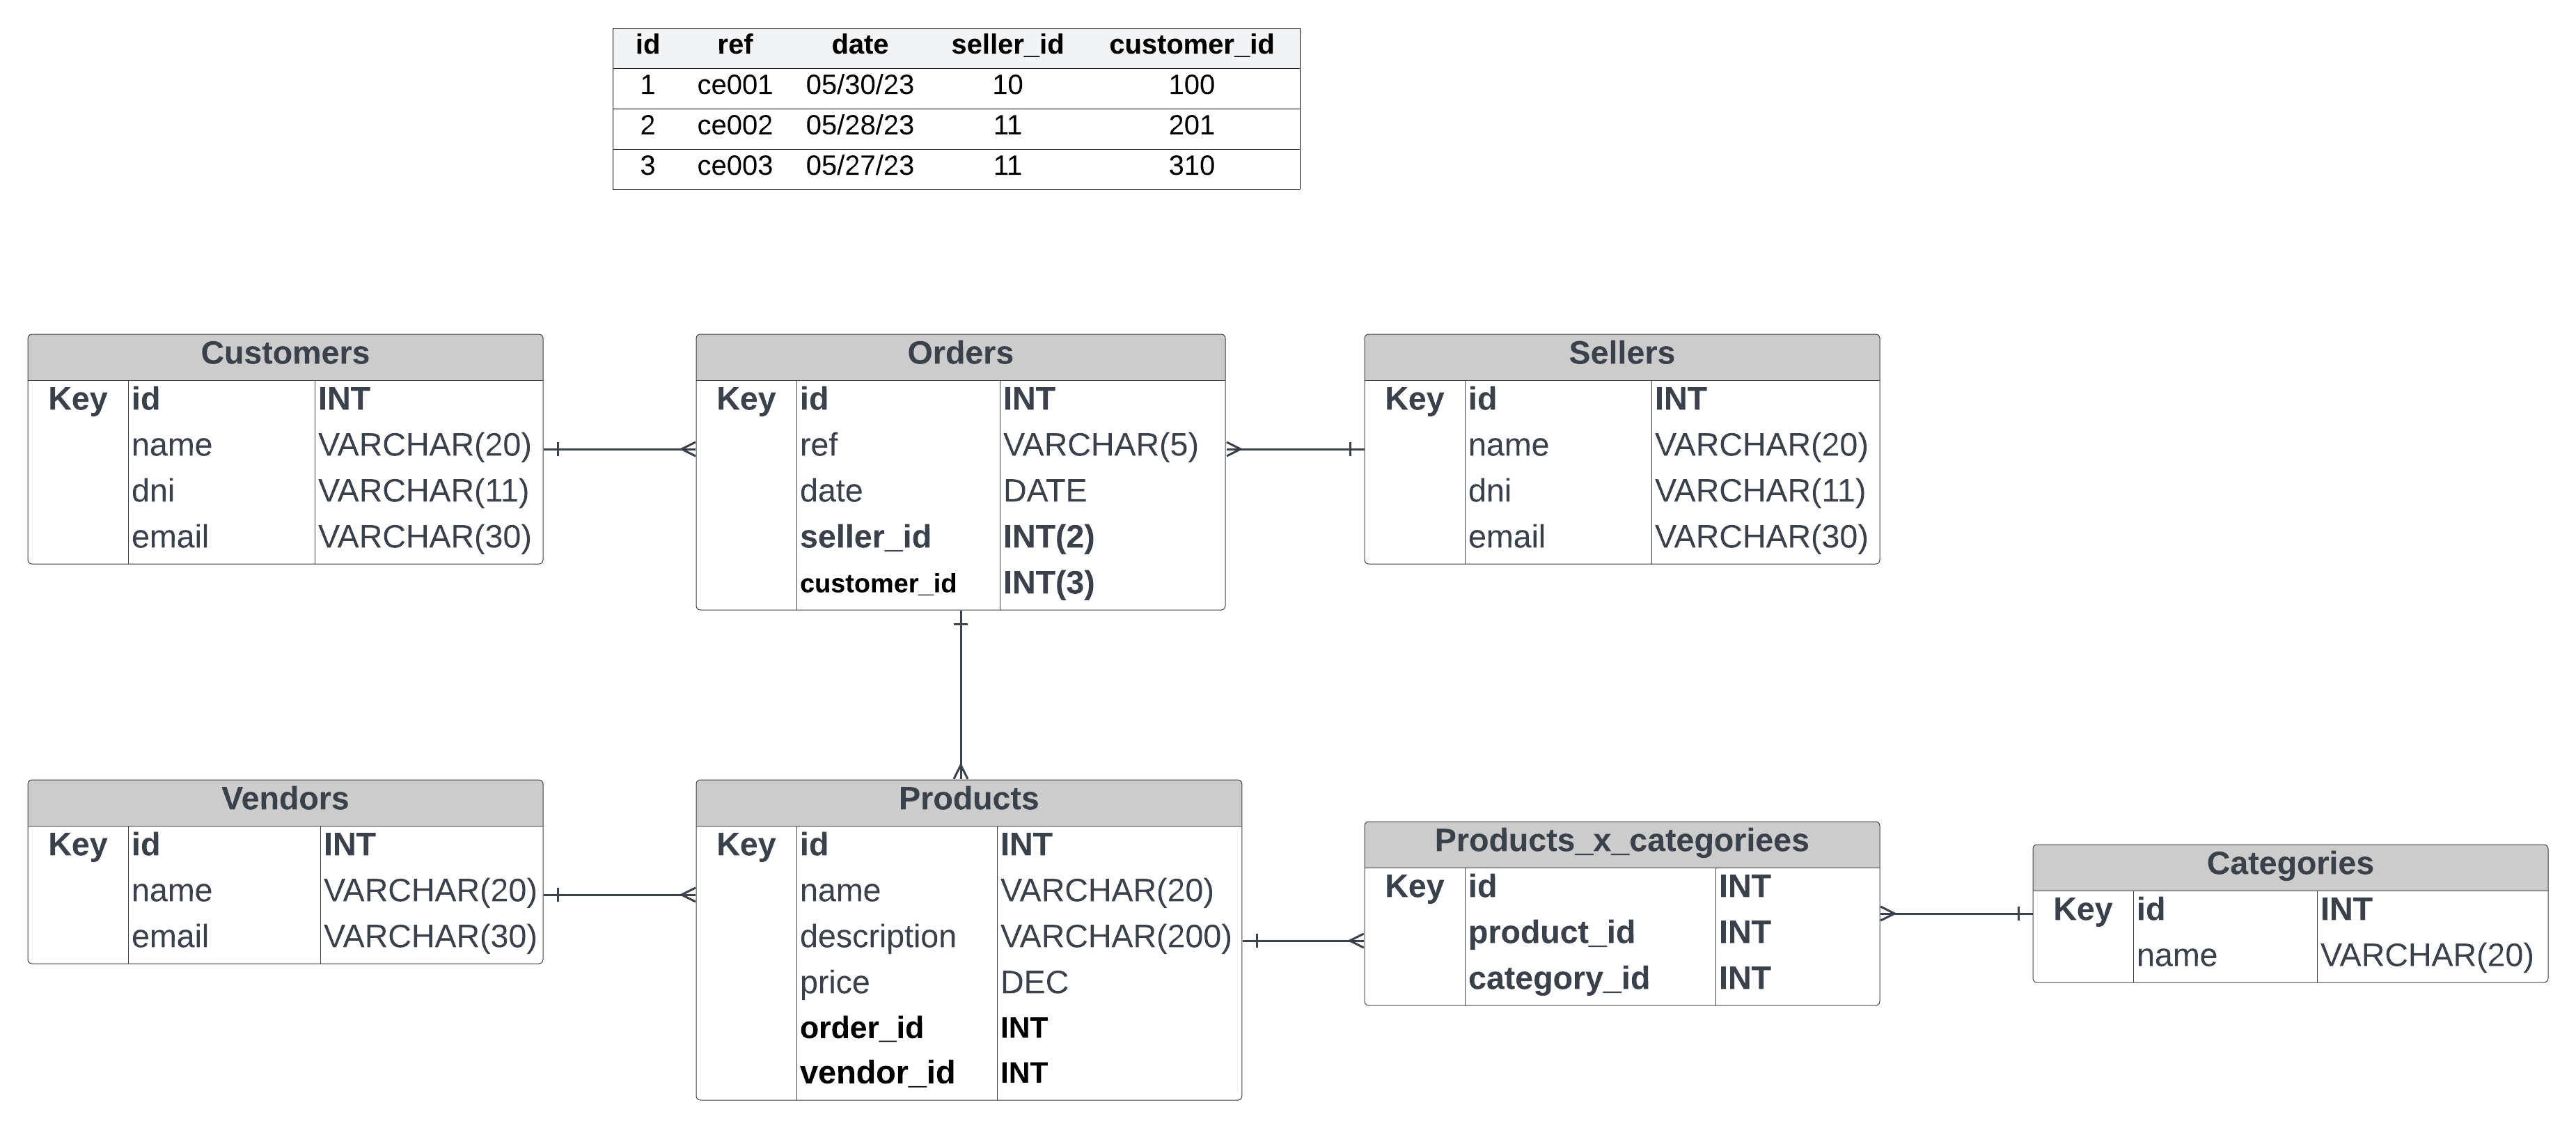 id ref date seller_id customer_id
1 ce001 05/30/23 10 100
2 ce002 05/28/23 11 201
3 ce003 05/27/23 11 310
Customers
Key id INT
name VARCHAR(20)
dni VARCHAR(11)
email VARCHAR(30)
Orders
Key id INT
ref VARCHAR(5)
date DATE
seller_id INT(2)
customer_id INT(3)
Sellers
Key id INT
name VARCHAR(20)
dni VARCHAR(11)
email VARCHAR(30)
Vendors
Key id INT
name VARCHAR(20)
email VARCHAR(30)
Products
Key id INT
name VARCHAR(20)
description VARCHAR(200)
price DEC
order_id INT
vendor_id INT
Products_x_categoriees
Key id INT
product_id INT
category_id INT
Categories
Key id INT
name VARCHAR(20)